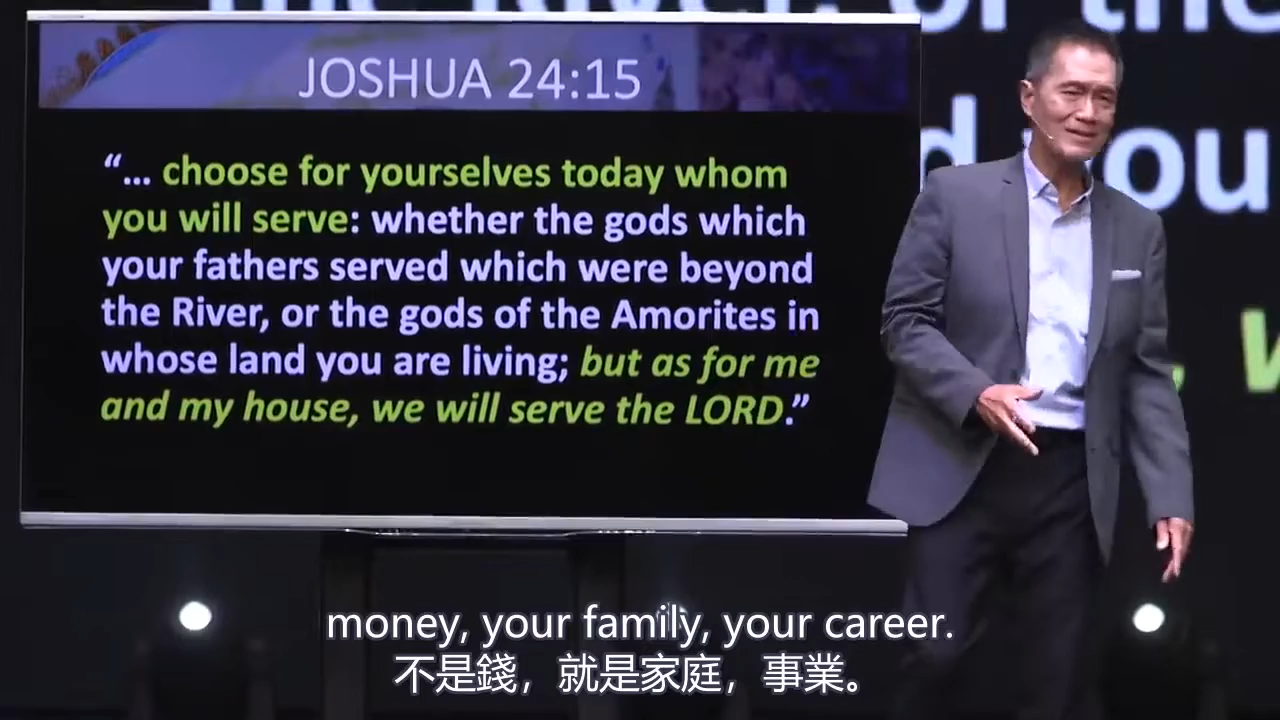 JOSHUA 24:15
“... choose for yourselves today whom
you will serve: whether the gods which
your fathers served which were beyond
the River, or the gods of the Amorites in
whose land you are living; but as for me
and my house, we will serve the LORD.”
money, your family, your career.
不是錢，就是家庭，事業。